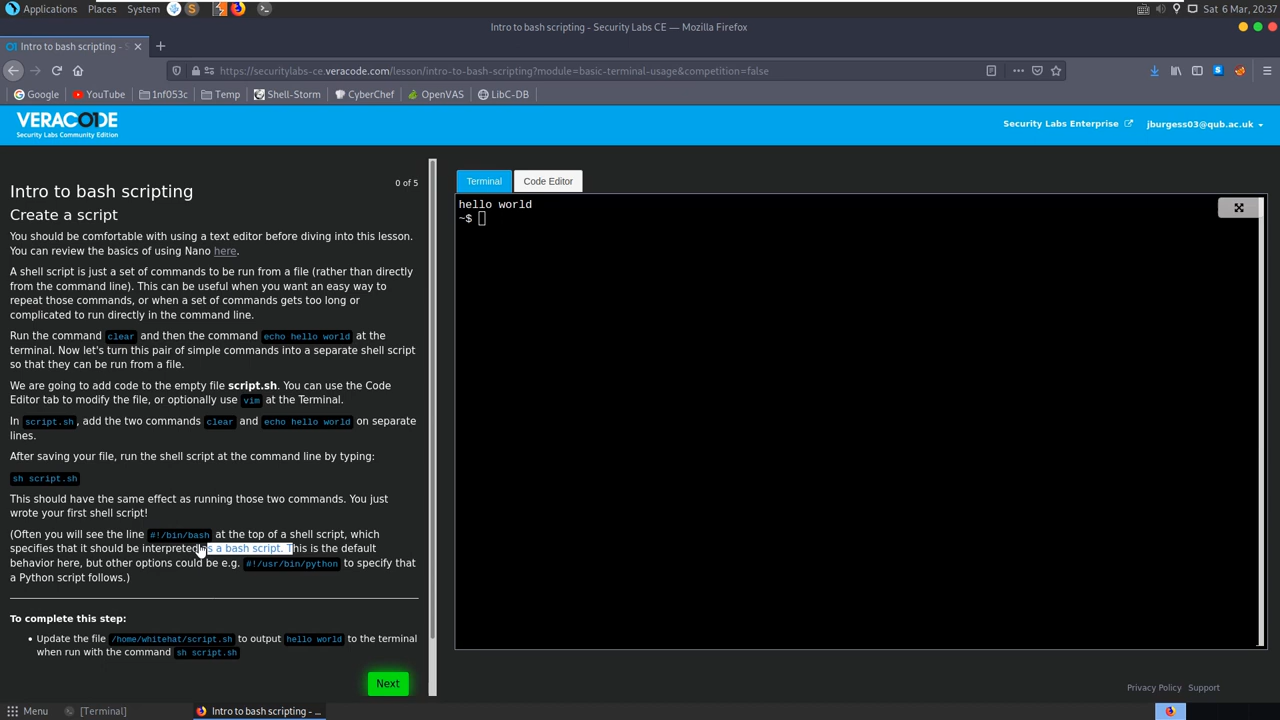 Applications Places System Sat 6 Mar, 20:37
Intro to bash scripting - Security Labs CE — Mozilla Firefox
Intro to bash scripting - S
https://securitylabs-ce.veracode.com/lesson/intro-to-bash-scripting?module=basic-terminal-usage&competition=false
Google YouTube 1nf053c Temp Shell-Storm CyberChef OpenVAS LibC-DB
VERACODE
Security Labs Community Edition
Security Labs Enterprise jburgess03@qub.ac.uk
0 of 5
Intro to bash scripting
Create a script
You should be comfortable with using a text editor before diving into this lesson.
You can review the basics of using Nano here.
A shell script is just a set of commands to be run from a file (rather than directly
from the command line). This can be useful when you want an easy way to
repeat those commands, or when a set of commands gets too long or
complicated to run directly in the command line.
Run the command clear and then the command echo hello world at the
terminal. Now let's turn this pair of simple commands into a separate shell script
so that they can be run from a file.
We are going to add code to the empty file script.sh. You can use the Code
Editor tab to modify the file, or optionally use vim at the Terminal.
In script.sh, add the two commands clear and echo hello world on separate
lines.
After saving your file, run the shell script at the command line by typing:
sh script.sh
This should have the same effect as running those two commands. You just
wrote your first shell script!
(Often you will see the line #!/bin/bash at the top of a shell script, which
specifies that it should be interpreted as a bash script. This is the default
behavior here, but other options could be e.g. #!/usr/bin/python to specify that
a Python script follows.)
To complete this step:
• Update the file /home/whitehat/script.sh to output hello world to the terminal
when run with the command sh script.sh
Next
Terminal Code Editor
hello world
~$
Privacy Policy Support
Menu [Terminal] Intro to bash scripting - ...